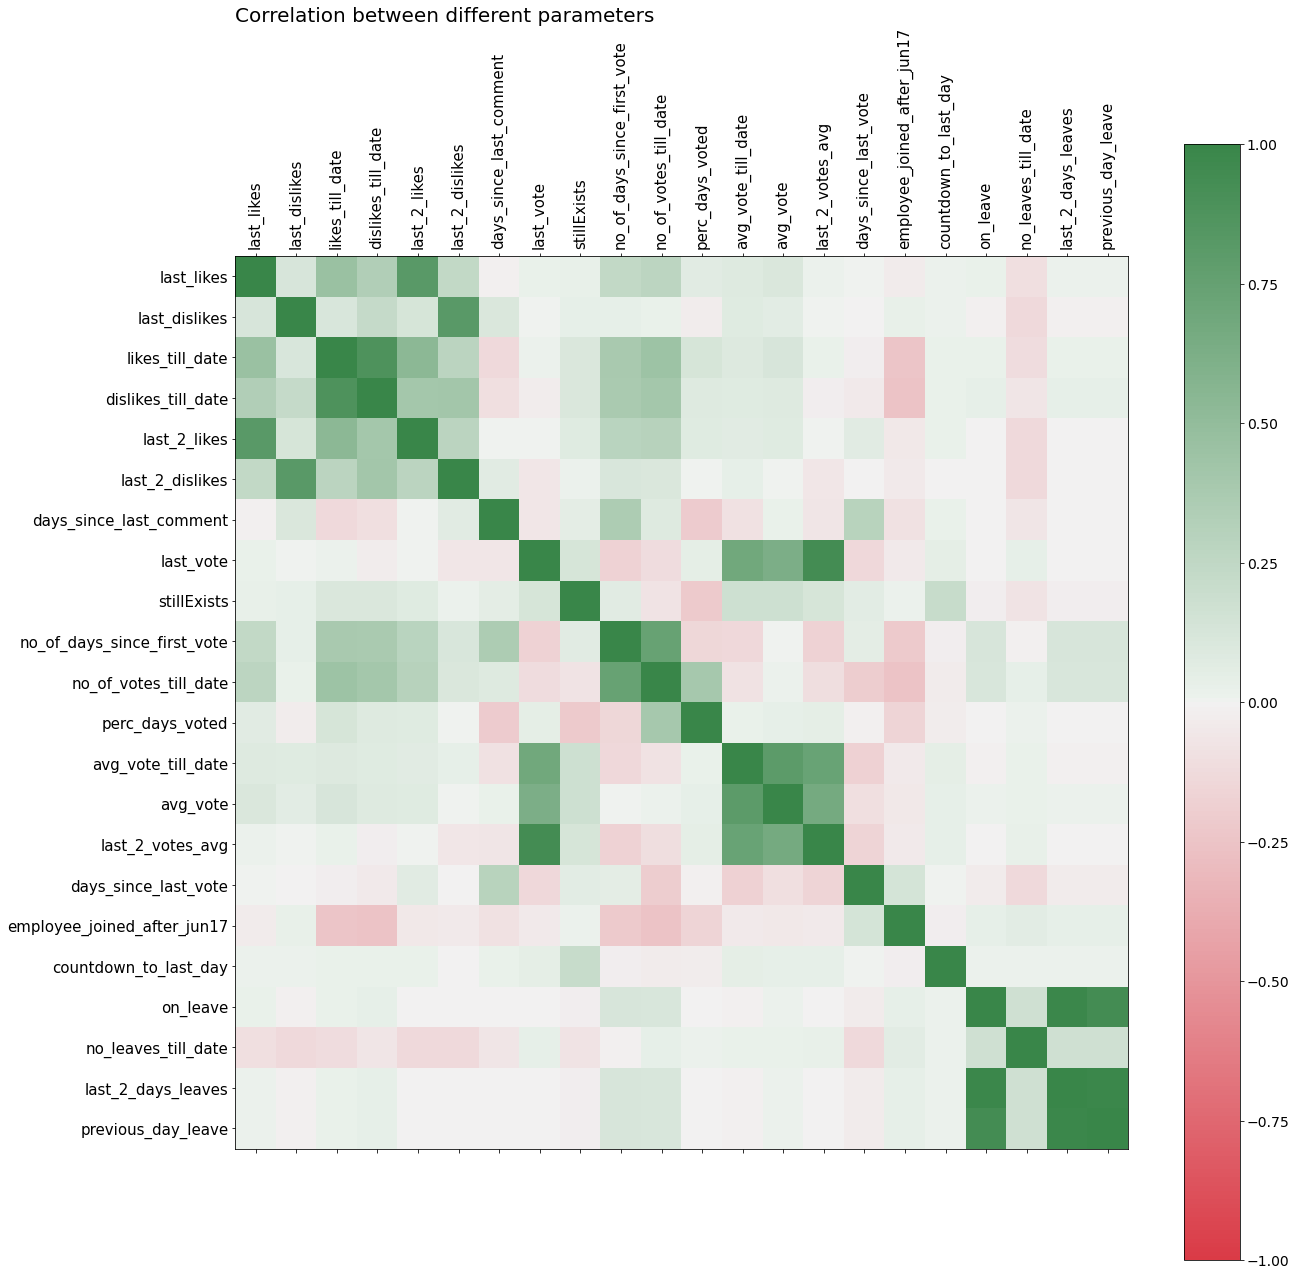 Correlation between different parameters
last_likes
last_dislikes
likes_till_date
dislikes_till_date
last_2_likes
last_2_dislikes
days_since_last_comment
last_vote
stillExists
no_of_days_since_first_vote
no_of_votes_till_date
perc_days_voted
avg_vote_till_date
avg_vote
last_2_votes_avg
days_since_last_vote
employee_joined_after_jun17
countdown_to_last_day
on_leave
no_leaves_till_date
last_2_days_leaves
previous_day_leave
last_likes
last_dislikes
likes_till_date
dislikes_till_date
last_2_likes
last_2_dislikes
days_since_last_comment
last_vote
stillExists
no_of_days_since_first_vote
no_of_votes_till_date
perc_days_voted
avg_vote_till_date
avg_vote
last_2_votes_avg
days_since_last_vote
employee_joined_after_jun17
countdown_to_last_day
on_leave
no_leaves_till_date
last_2_days_leaves
previous_day_leave
1.00
0.75
0.50
0.25
0.00
−0.25
−0.50
−0.75
−1.00